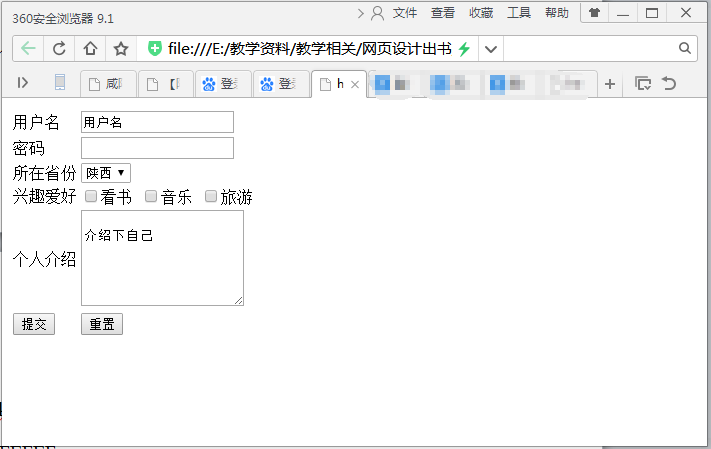 360安全浏览器 9.1
文件 查看 收藏 工具 帮助
file:///E:/教学资料/教学相关/网页设计出书
登 登 h
用户名 用户名
密码
所在省份 陕西
兴趣爱好 看书 音乐 旅游
个人介绍 介绍下自己
提交 重置